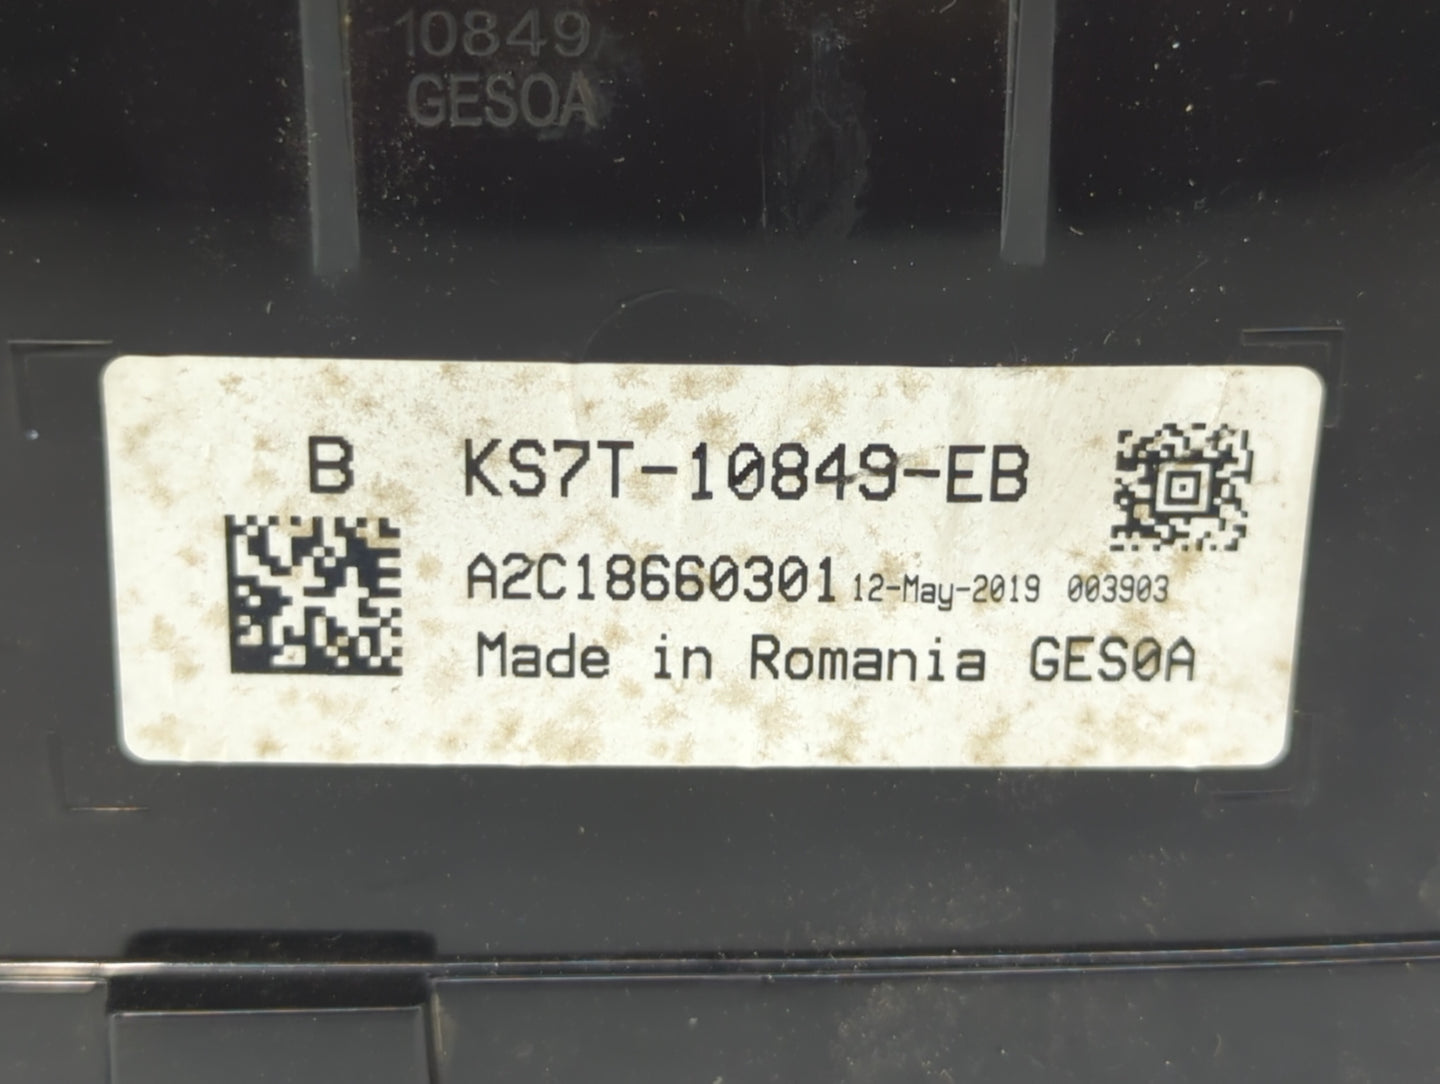 10849
GES0A
B KS7T-10849-EB
A2C18660301 12-May-2019 003903
Made in Romania GES0A